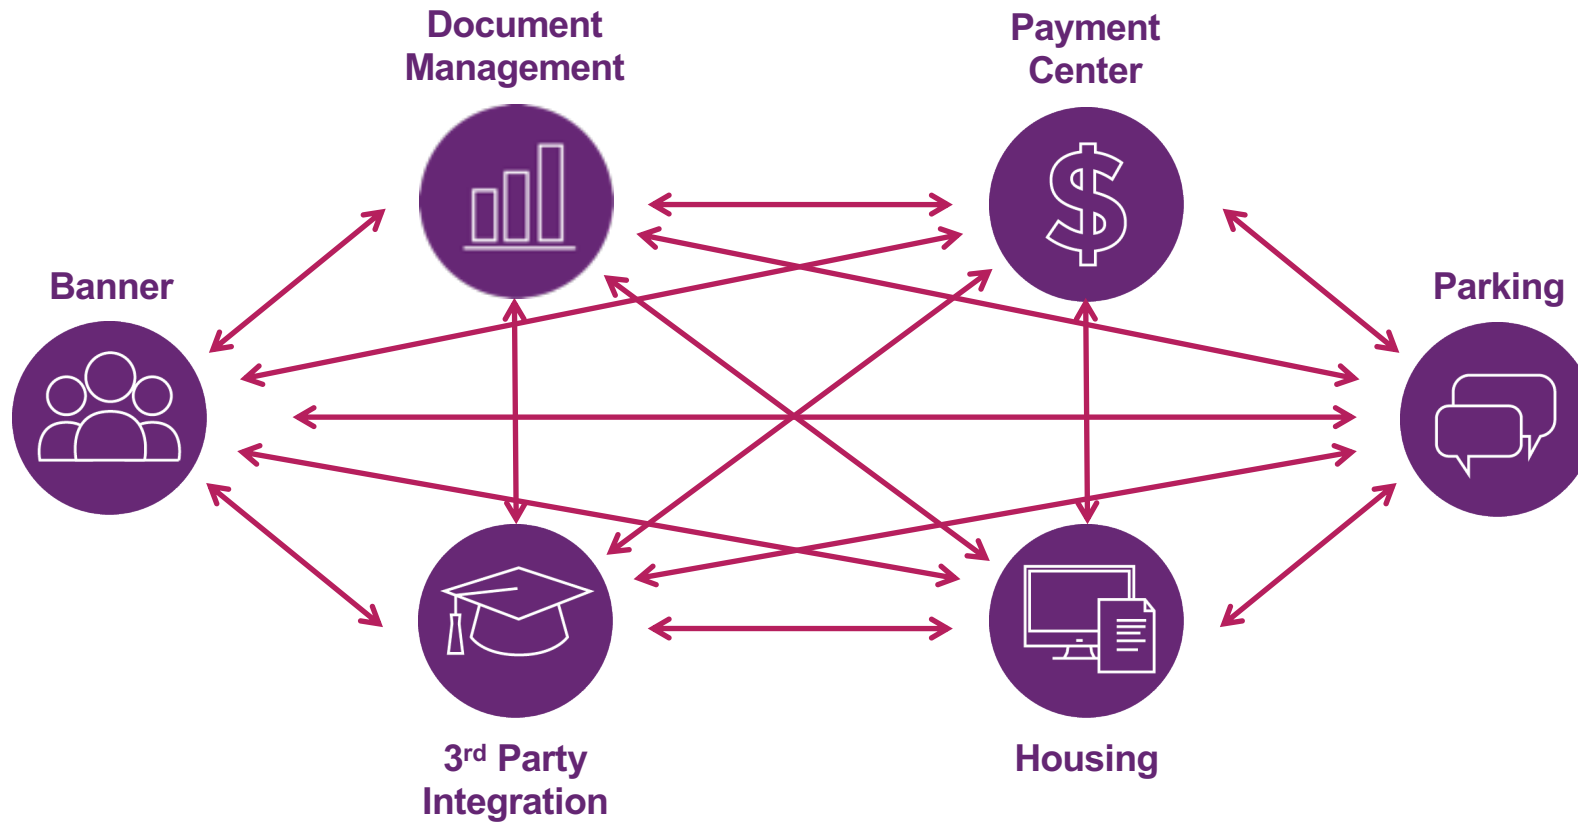 Document
Management
Payment
Center
Banner
Parking
3rd Party
Integration
Housing